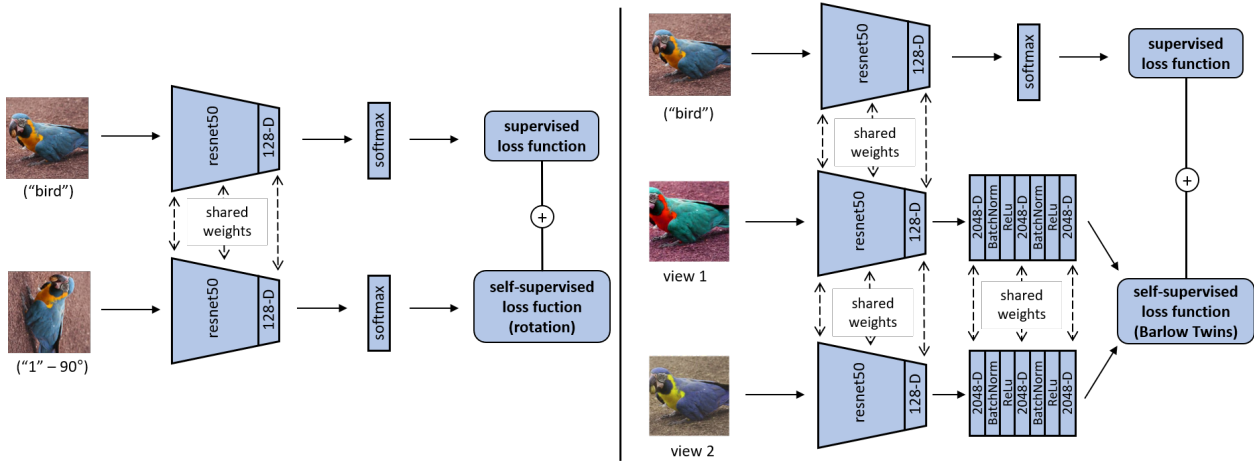 resnet50
128-D
softmax
supervised
loss function
("bird")
shared
weights
resnet50
128-D
softmax
self-supervised
loss fuction
(rotation)
("1" – 90°)
resnet50
128-D
softmax
supervised
loss function
("bird")
shared
weights
resnet50
128-D
2048-D
BatchNorm
ReLu
2048-D
BatchNorm
ReLu
2048-D
view 1
shared
weights
shared
weights
self-supervised
loss function
(Barlow Twins)
resnet50
128-D
2048-D
BatchNorm
ReLu
2048-D
BatchNorm
ReLu
2048-D
view 2